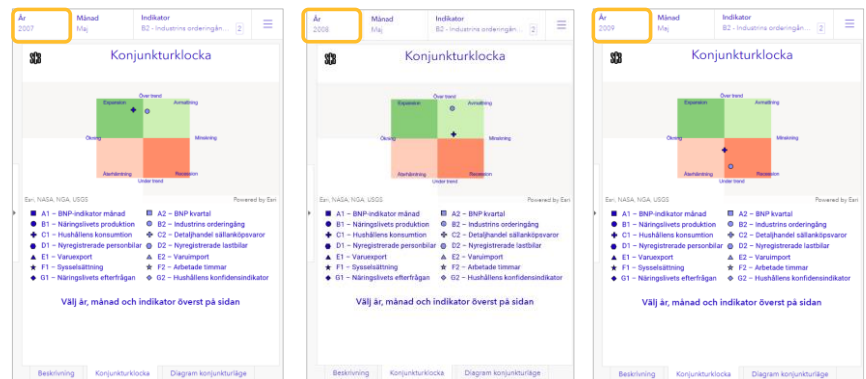 År
2007
Månad
Maj
Indikator
B2 - Industrins orderingån... 2
Konjunkturklocka
Över trend
Expansion
Avmattning
Ökning
Minskning
Återhämtning
Recession
Under trend
Esri, NASA, NGA, USGS
Powered by Esri
A1 – BNP-indikator månad
A2 – BNP kvartal
B1 – Näringslivets produktion
B2 – Industrins orderingång
C1 – Hushållens konsumtion
C2 – Detaljhandel sällanköpsvaror
D1 – Nyregistrerade personbilar
D2 – Nyregistrerade lastbilar
E1 – Varuexport
E2 – Varuimport
F1 – Sysselsättning
F2 – Arbetade timmar
G1 – Näringslivets efterfrågan
G2 – Hushållens konfidensindikator
Välj år, månad och indikator överst på sidan
Beskrivning
Konjunkturklocka
Diagram konjunkturläge
År
2008
Månad
Maj
Indikator
B2 - Industrins orderingån... 2
Konjunkturklocka
Över trend
Expansion
Avmattning
Ökning
Minskning
Återhämtning
Recession
Under trend
Esri, NASA, NGA, USGS
Powered by Esri
A1 – BNP-indikator månad
A2 – BNP kvartal
B1 – Näringslivets produktion
B2 – Industrins orderingång
C1 – Hushållens konsumtion
C2 – Detaljhandel sällanköpsvaror
D1 – Nyregistrerade personbilar
D2 – Nyregistrerade lastbilar
E1 – Varuexport
E2 – Varuimport
F1 – Sysselsättning
F2 – Arbetade timmar
G1 – Näringslivets efterfrågan
G2 – Hushållens konfidensindikator
Välj år, månad och indikator överst på sidan
Beskrivning
Konjunkturklocka
Diagram konjunkturläge
År
2009
Månad
Maj
Indikator
B2 - Industrins orderingån... 2
Konjunkturklocka
Över trend
Expansion
Avmattning
Ökning
Minskning
Återhämtning
Recession
Under trend
Esri, NASA, NGA, USGS
Powered by Esri
A1 – BNP-indikator månad
A2 – BNP kvartal
B1 – Näringslivets produktion
B2 – Industrins orderingång
C1 – Hushållens konsumtion
C2 – Detaljhandel sällanköpsvaror
D1 – Nyregistrerade personbilar
D2 – Nyregistrerade lastbilar
E1 – Varuexport
E2 – Varuimport
F1 – Sysselsättning
F2 – Arbetade timmar
G1 – Näringslivets efterfrågan
G2 – Hushållens konfidensindikator
Välj år, månad och indikator överst på sidan
Beskrivning
Konjunkturklocka
Diagram konjunkturläge